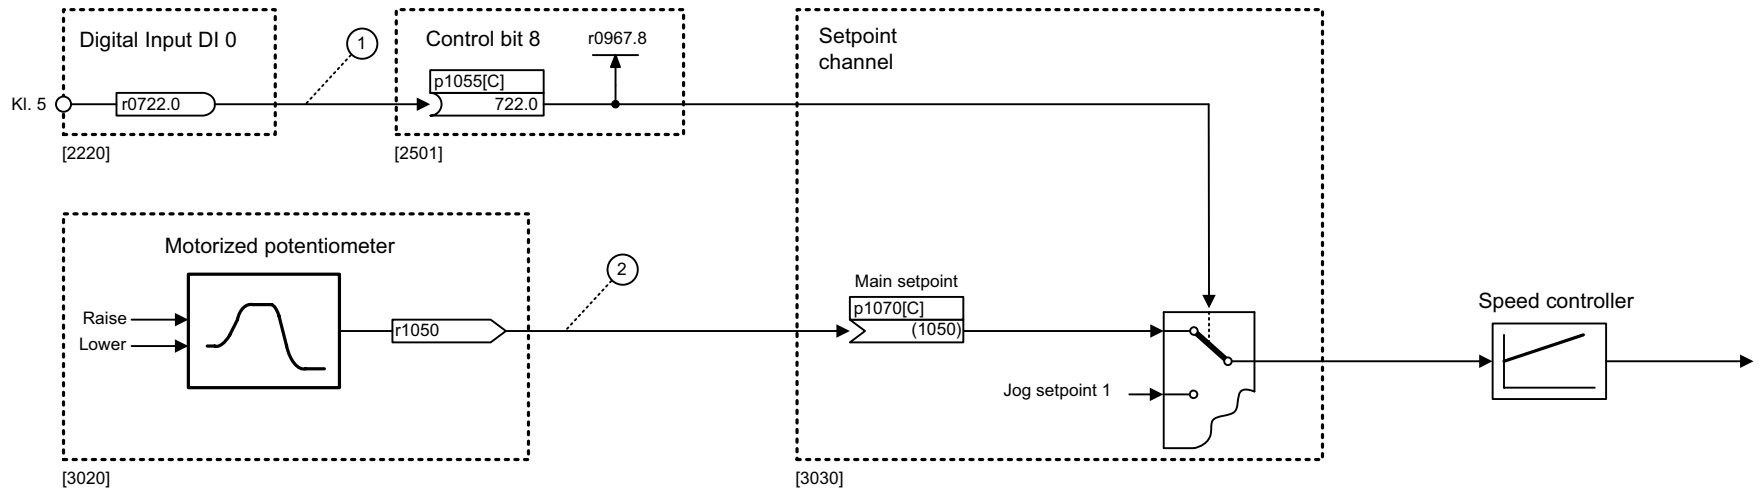 Digital Input DI 0
1
Control bit 8
r0967.8
Setpoint
channel
p1055[C]
Kl. 5
r0722.0
722.0
[2220]
[2501]
Motorized potentiometer
2
Main setpoint
p1070[C]
Raise
r1050
(1050)
Lower
Speed controller
Jog setpoint 1
[3020]
[3030]